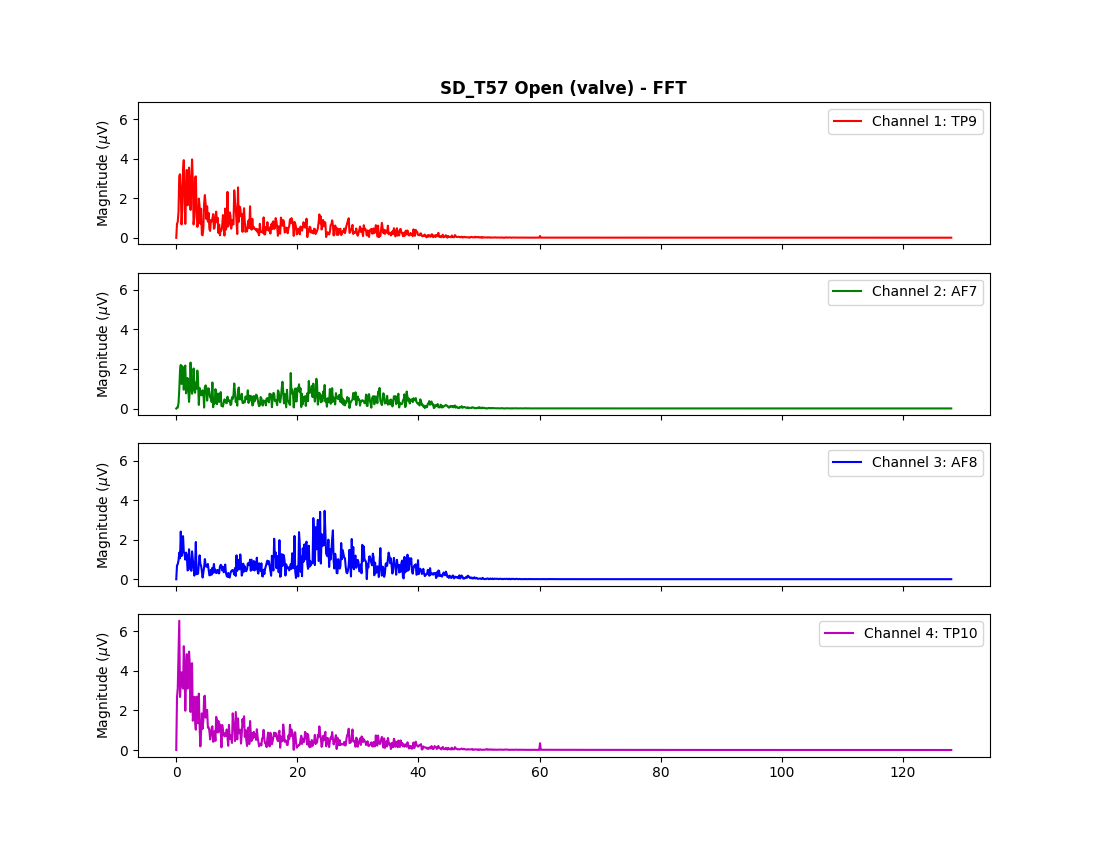 SD_T57 Open (valve) - FFT
Magnitude (μV)
6
4
2
0
Channel 1: TP9
Magnitude (μV)
6
4
2
0
Channel 2: AF7
Magnitude (μV)
6
4
2
0
Channel 3: AF8
Magnitude (μV)
6
4
2
0
Channel 4: TP10
0 20 40 60 80 100 120